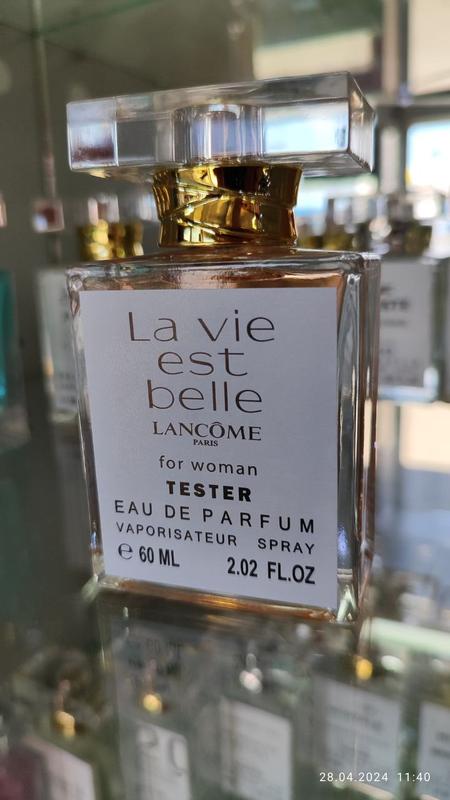 La vie
est
belle
LANCÔME
PARIS
for woman
TESTER
EAU DE PARFUM
VAPORISATEUR SPRAY
℮ 60 ML 2.02 FL.OZ
28.04.2024 11:40